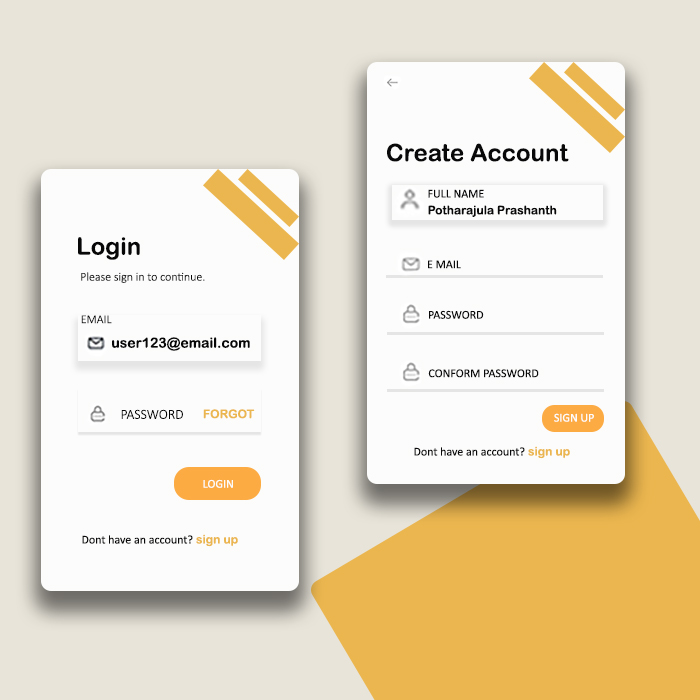 Login
Please sign in to continue.
EMAIL
user123@email.com
PASSWORD FORGOT
LOGIN
Dont have an account? sign up
Create Account
FULL NAME
Potharajula Prashanth
E MAIL
PASSWORD
CONFORM PASSWORD
SIGN UP
Dont have an account? sign up